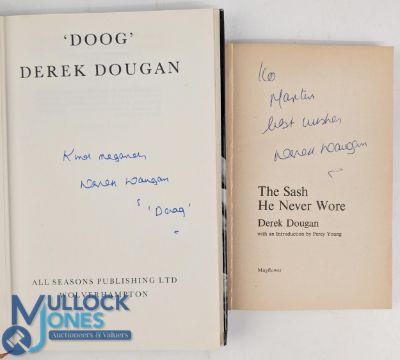 'DOOG'
DEREK DOUGAN
Kind regards
Derek Dougan
'Doog'
ALL SEASONS PUBLISHING LTD
WOLVERHAMPTON
To
Martin
best wishes
Derek Dougan
The Sash
He Never Wore
Derek Dougan
with an Introduction by Percy Young
Mayflower
MULLOCK
JONES
Auctioneers & Valuers